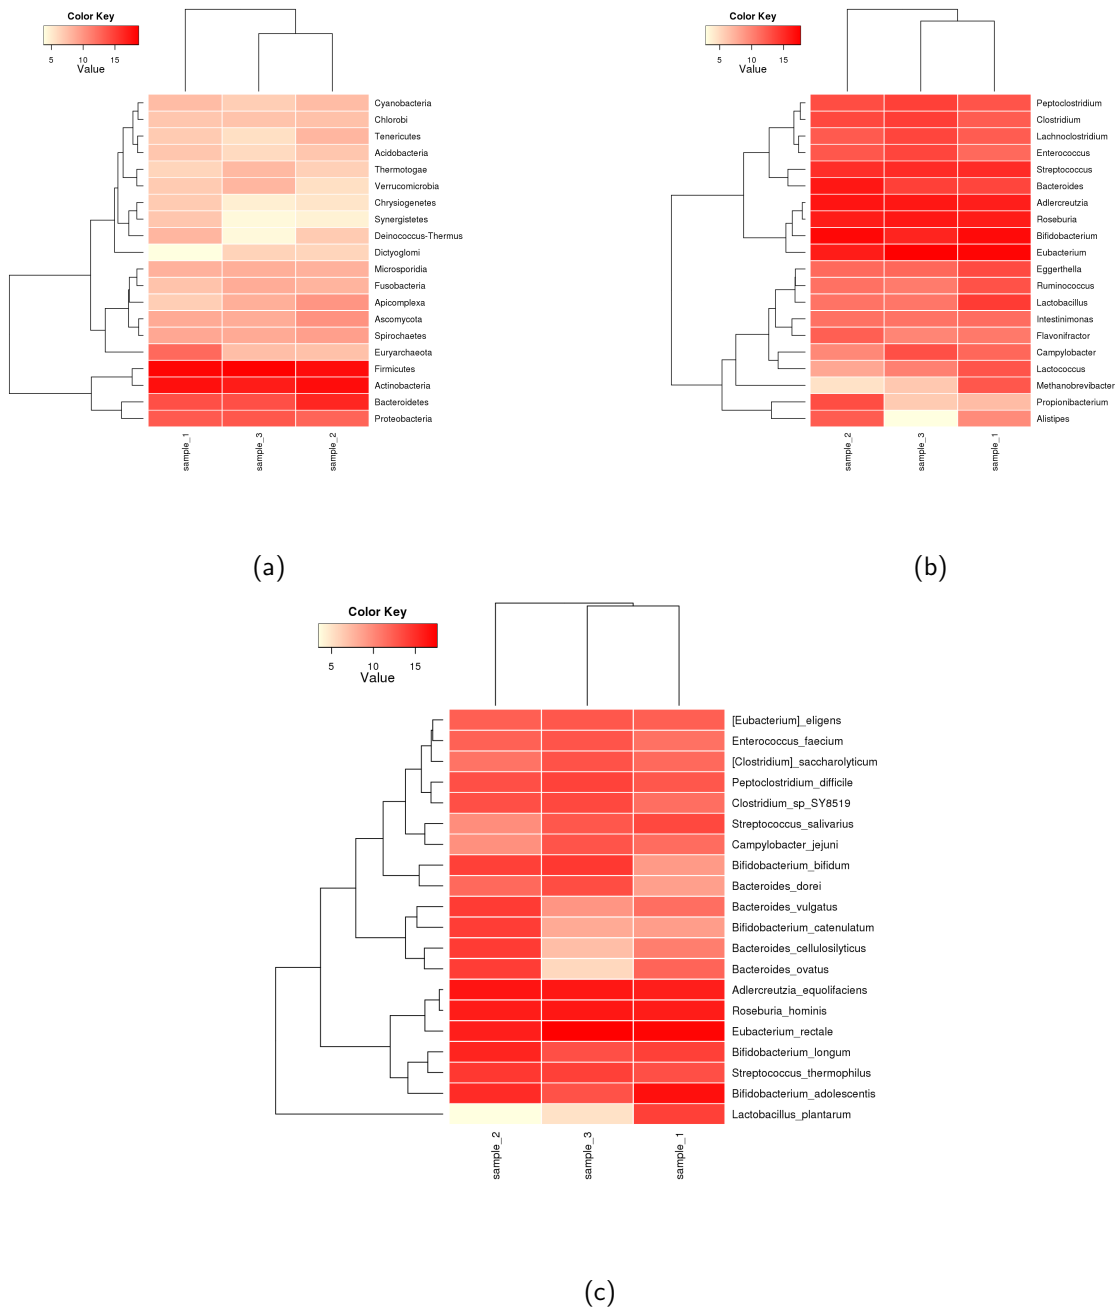 Color Key
5 10 15
Value
Cyanobacteria
Chlorobi
Tenericutes
Acidobacteria
Thermotogae
Verrucomicrobia
Chrysiogenetes
Synergistetes
Deinococcus-Thermus
Dictyoglomi
Microsporidia
Fusobacteria
Apicomplexa
Ascomycota
Spirochaetes
Euryarchaeota
Firmicutes
Actinobacteria
Bacteroidetes
Proteobacteria
sample_1
sample_3
sample_2
(a)
Color Key
5 10 15
Value
Peptoclostridium
Clostridium
Lachnoclostridium
Enterococcus
Streptococcus
Bacteroides
Adlercreutzia
Roseburia
Bifidobacterium
Eubacterium
Eggerthella
Ruminococcus
Lactobacillus
Intestinimonas
Flavonifractor
Campylobacter
Lactococcus
Methanobrevibacter
Propionibacterium
Alistipes
sample_2
sample_3
sample_1
(b)
Color Key
5 10 15
Value
[Eubacterium]_eligens
Enterococcus_faecium
[Clostridium]_saccharolyticum
Peptoclostridium_difficile
Clostridium_sp_SY8519
Streptococcus_salivarius
Campylobacter_jejuni
Bifidobacterium_bifidum
Bacteroides_dorei
Bacteroides_vulgatus
Bifidobacterium_catenulatum
Bacteroides_cellulosilyticus
Bacteroides_ovatus
Adlercreutzia_equolifaciens
Roseburia_hominis
Eubacterium_rectale
Bifidobacterium_longum
Streptococcus_thermophilus
Bifidobacterium_adolescentis
Lactobacillus_plantarum
sample_2
sample_3
sample_1
(c)